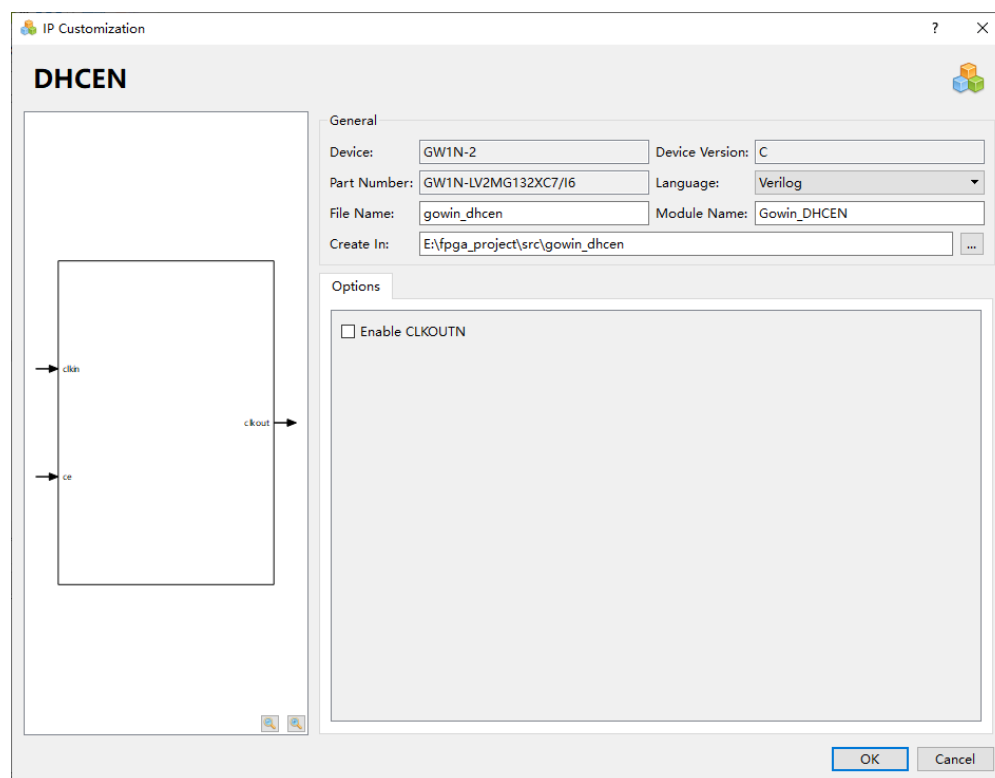 IP Customization
?
DHCEN
General
Device: GW1N-2 Device Version: C
Part Number: GW1N-LV2MG132XC7/I6 Language: Verilog
File Name: gowin_dhcen Module Name: Gowin_DHCEN
Create In: E:\fpga_project\src\gowin_dhcen ...
Options
Enable CLKOUTN
clkin
clkout
ce
OK Cancel